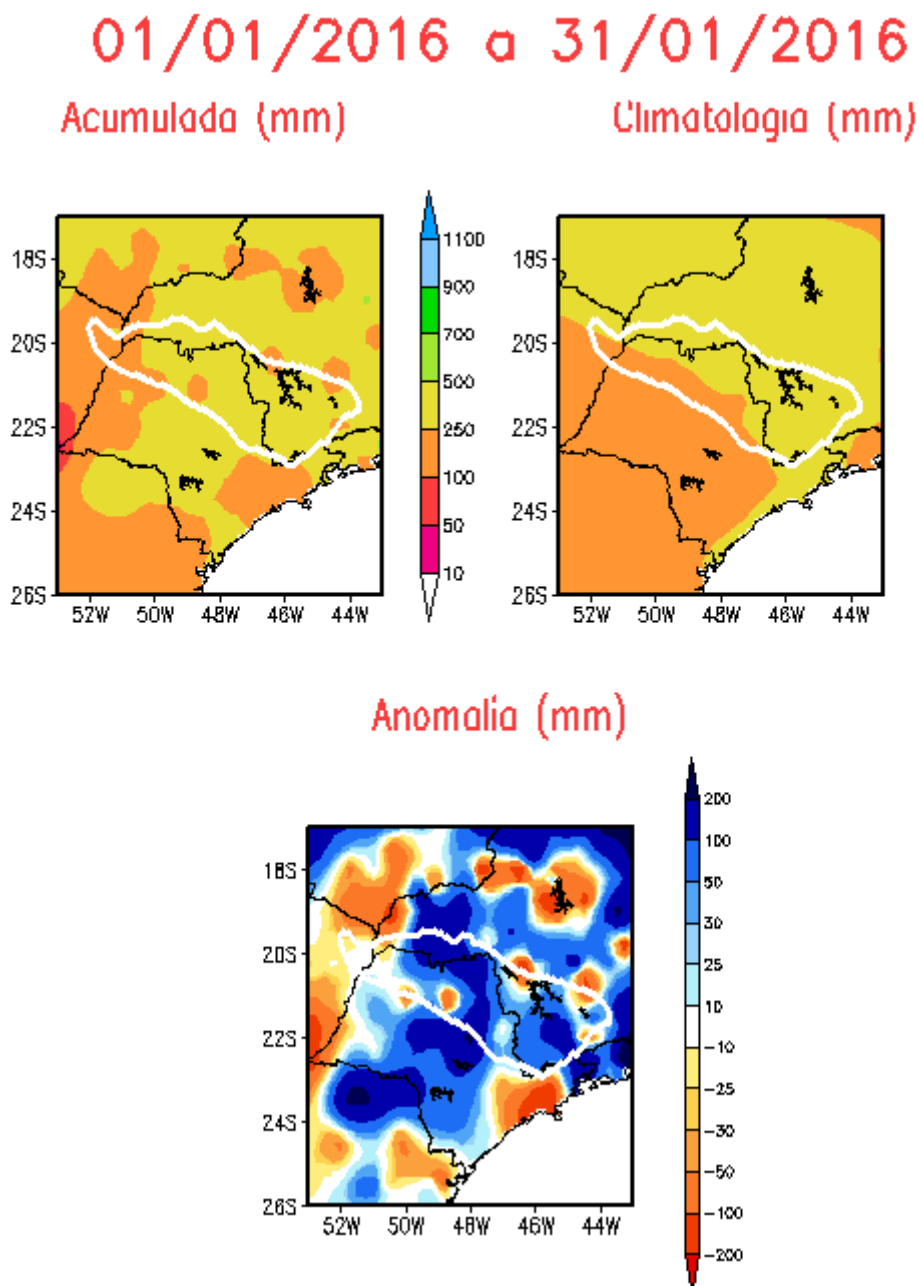 01/01/2016 a 31/01/2016
Acumulada (mm)
Climatologia (mm)
18S
20S
22S
24S
26S
52W 50W 48W 46W 44W
1100
900
700
500
250
100
50
10
18S
20S
22S
24S
26S
52W 50W 48W 46W 44W
Anomalia (mm)
18S
20S
22S
24S
26S
52W 50W 48W 46W 44W
200
100
50
30
25
10
-10
-25
-30
-50
-100
-200